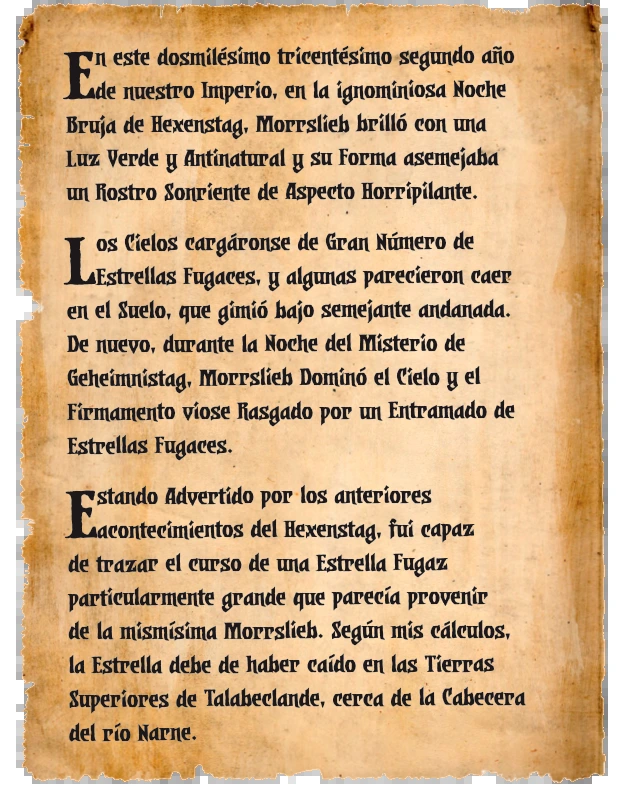 En este dosmilésimo tricentésimo segundo año
de nuestro Imperio, en la ignominiosa Noche
Bruja de Hexenstag, Morrslieb brilló con una
Luz Verde y Antinatural y su Forma asemejaba
un Rostro Sonriente de Aspecto Horripilante.
Los Cielos cargáronse de Gran Número de
Estrellas Fugaces, y algunas parecieron caer
en el Suelo, que gimió bajo semejante andanada.
De nuevo, durante la Noche del Misterio de
Geheimnistag, Morrslieb Dominó el Cielo y el
Firmamento viose Rasgado por un Entramado de
Estrellas Fugaces.
Estando Advertido por los anteriores
acontecimientos del Hexenstag, fui capaz
de trazar el curso de una Estrella Fugaz
particularmente grande que parecía provenir
de la mismísima Morrslieb. Según mis cálculos,
la Estrella debe de haber caído en las Tierras
Superiores de Talabeclande, cerca de la Cabecera
del río Narne.